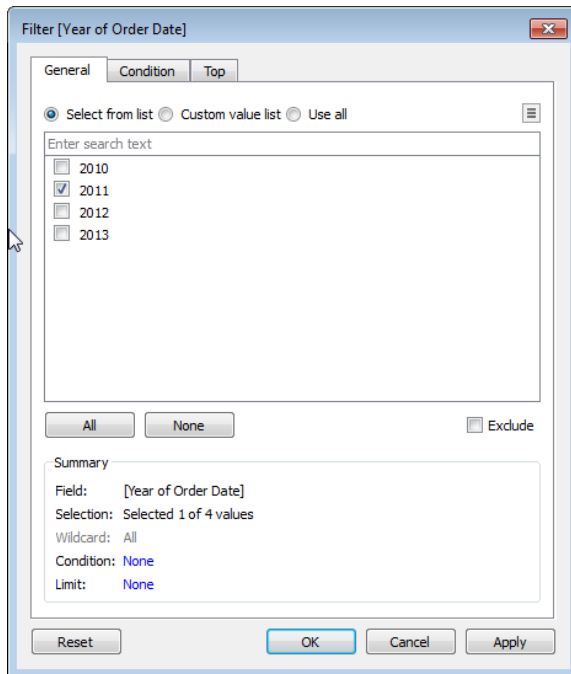 Filter [Year of Order Date]
General Condition Top
Select from list Custom value list Use all
Enter search text
2010
2011
2012
2013
All None Exclude
Summary
Field: [Year of Order Date]
Selection: Selected 1 of 4 values
Wildcard: All
Condition: None
Limit: None
Reset OK Cancel Apply